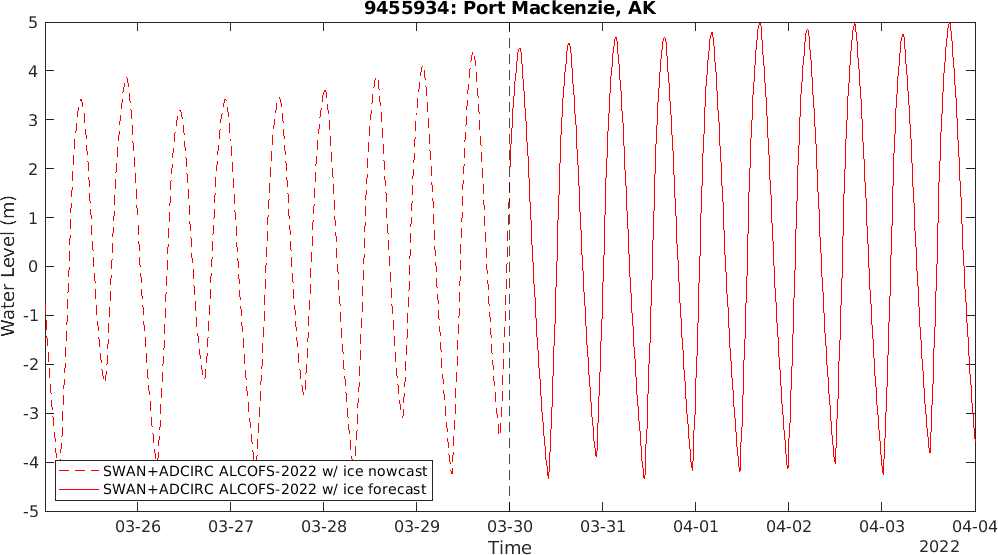 9455934: Port Mackenzie, AK
5
4
3
2
1
0
-1
-2
-3
-4
-5
Water Level (m)
SWAN+ADCIRC ALCOFS-2022 w/ ice nowcast
SWAN+ADCIRC ALCOFS-2022 w/ ice forecast
03-26 03-27 03-28 03-29 03-30 03-31 04-01 04-02 04-03 04-04
Time
2022